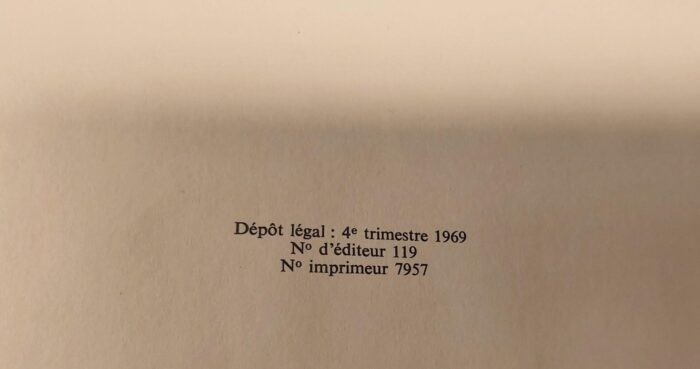 Dépôt légal : 4e trimestre 1969
No d'éditeur 119
No imprimeur 7957